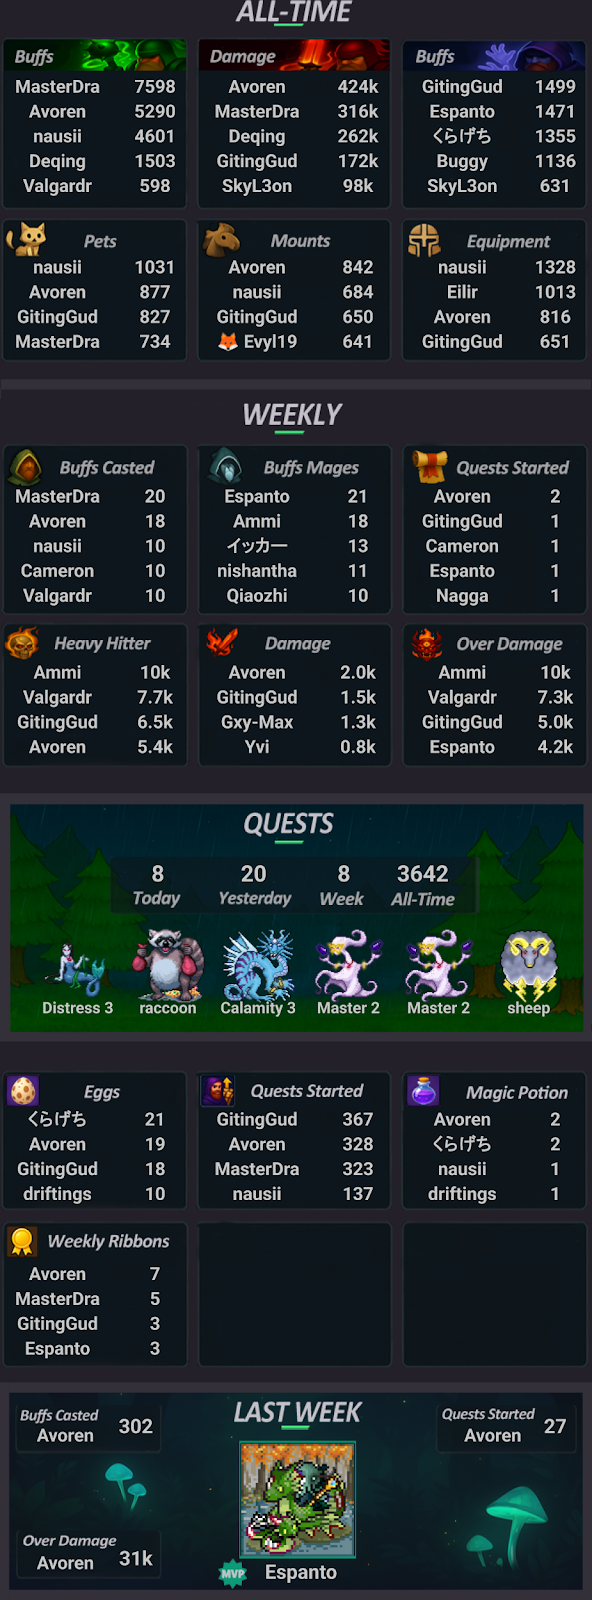 ALL-TIME
Buffs
MasterDra 7598
Avoren 5290
nausii 4601
Deqing 1503
Valgardr 598
Damage
Avoren 424k
MasterDra 316k
Deqing 262k
GitingGud 172k
SkyL3on 98k
Buffs
GitingGud 1499
Espanto 1471
くらげち 1355
Buggy 1136
SkyL3on 631
Pets
nausii 1031
Avoren 877
GitingGud 827
MasterDra 734
Mounts
Avoren 842
nausii 684
GitingGud 650
🦊 Evyl19 641
Equipment
nausii 1328
Eilir 1013
Avoren 816
GitingGud 651
WEEKLY
Buffs Casted
MasterDra 20
Avoren 18
nausii 10
Cameron 10
Valgardr 10
Buffs Mages
Espanto 21
Ammi 18
イッカー 13
nishantha 11
Qiaozhi 10
Quests Started
Avoren 2
GitingGud 1
Cameron 1
Espanto 1
Nagga 1
Heavy Hitter
Ammi 10k
Valgardr 7.7k
GitingGud 6.5k
Avoren 5.4k
Damage
Avoren 2.0k
GitingGud 1.5k
Gxy-Max 1.3k
Yvi 0.8k
Over Damage
Ammi 10k
Valgardr 7.3k
GitingGud 5.0k
Espanto 4.2k
QUESTS
8 20 8 3642
Today Yesterday Week All-Time
Distress 3 raccoon Calamity 3 Master 2 Master 2 sheep
Eggs
くらげち 21
Avoren 19
GitingGud 18
driftings 10
Quests Started
GitingGud 367
Avoren 328
MasterDra 323
nausii 137
Magic Potion
Avoren 2
くらげち 2
nausii 1
driftings 1
Weekly Ribbons
Avoren 7
MasterDra 5
GitingGud 3
Espanto 3
LAST WEEK
Buffs Casted
Avoren 302
Quests Started
Avoren 27
Over Damage
Avoren 31k
MVP Espanto